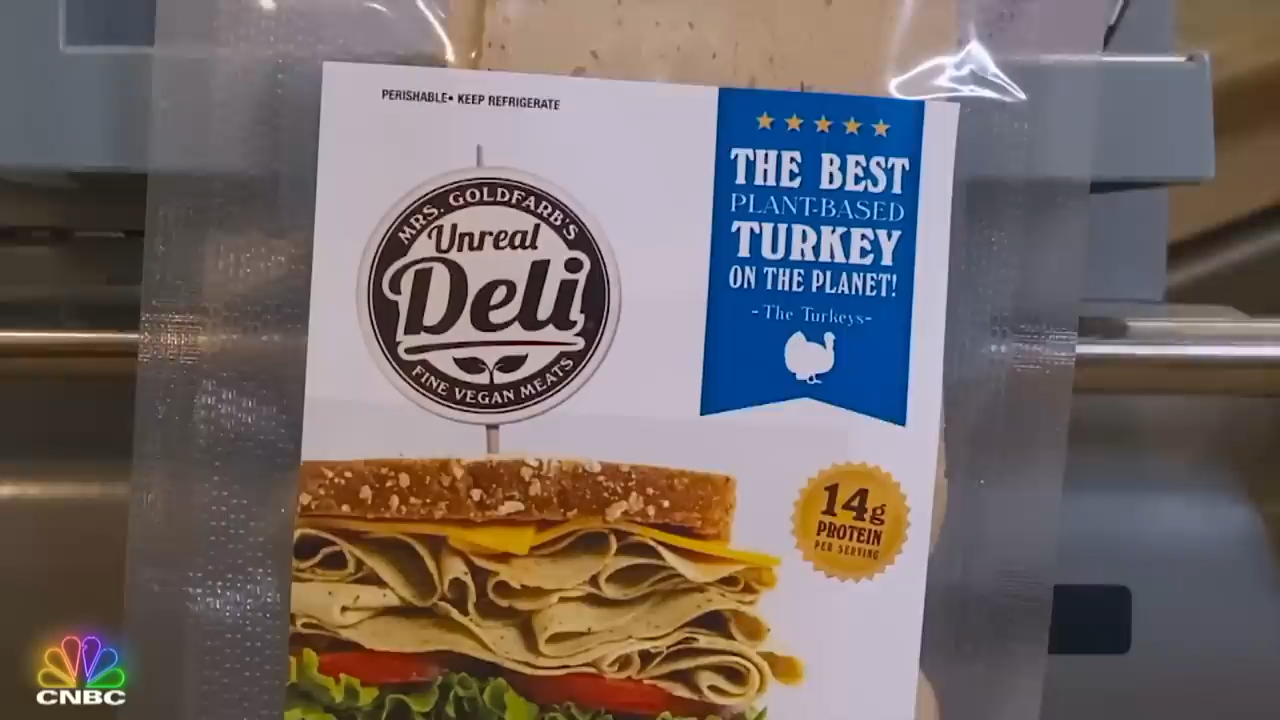 PERISHABLE• KEEP REFRIGERATE
MRS. GOLDFARB'S
Unreal
Deli
FINE VEGAN MEATS
THE BEST
PLANT-BASED
TURKEY
ON THE PLANET!
- The Turkeys-
14g
PROTEIN
PER SERVING
CNBC